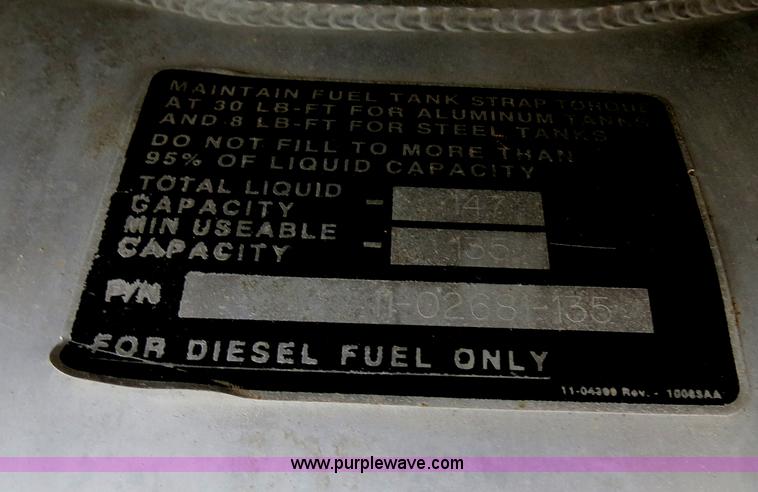 MAINTAIN FUEL TANK STRAP TORQUE
AT 30 LB-FT FOR ALUMINUM TANKS
AND 8 LB-FT FOR STEEL TANKS
DO NOT FILL TO MORE THAN
95% OF LIQUID CAPACITY
TOTAL LIQUID
CAPACITY - 147
MIN USEABLE
CAPACITY - 135
P/N 11-02681-135
FOR DIESEL FUEL ONLY
11-04399 Rev. - 10083AA
www.purplewave.com